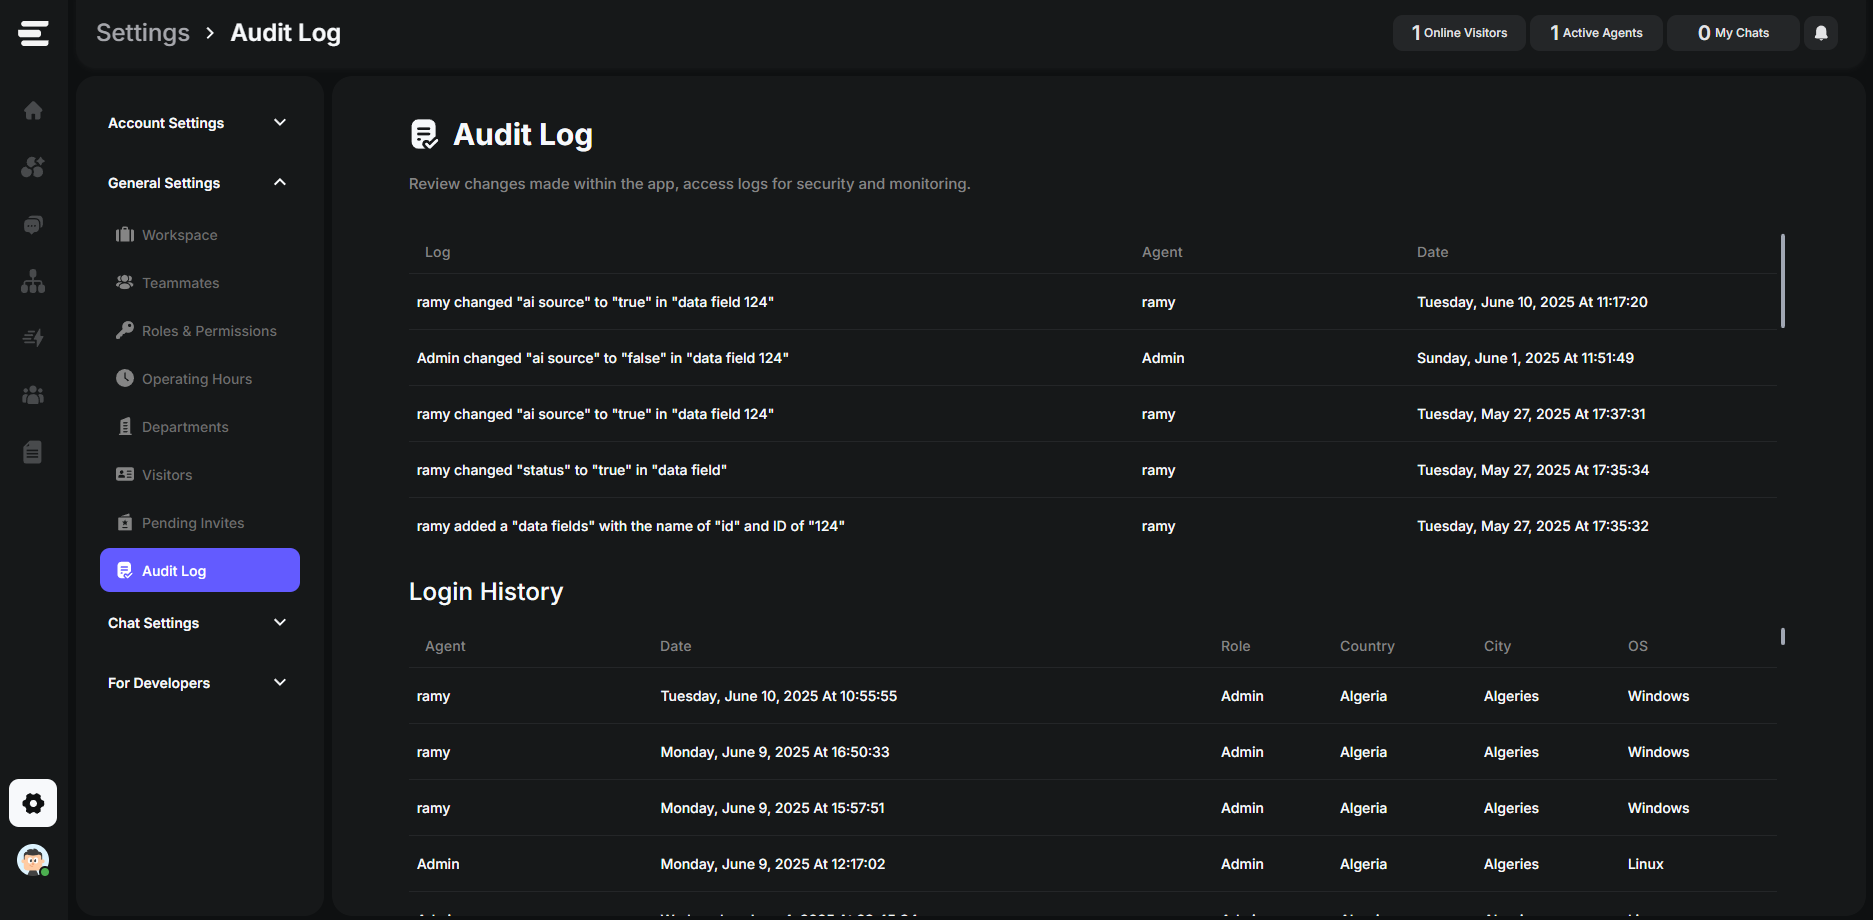 Settings > Audit Log
1 Online Visitors
1 Active Agents
0 My Chats
Account Settings
General Settings
Workspace
Teammates
Roles & Permissions
Operating Hours
Departments
Visitors
Pending Invites
Audit Log
Chat Settings
For Developers
Audit Log
Review changes made within the app, access logs for security and monitoring.
Log Agent Date
ramy changed "ai source" to "true" in "data field 124" ramy Tuesday, June 10, 2025 At 11:17:20
Admin changed "ai source" to "false" in "data field 124" Admin Sunday, June 1, 2025 At 11:51:49
ramy changed "ai source" to "true" in "data field 124" ramy Tuesday, May 27, 2025 At 17:37:31
ramy changed "status" to "true" in "data field" ramy Tuesday, May 27, 2025 At 17:35:34
ramy added a "data fields" with the name of "id" and ID of "124" ramy Tuesday, May 27, 2025 At 17:35:32
Login History
Agent Date Role Country City OS
ramy Tuesday, June 10, 2025 At 10:55:55 Admin Algeria Algeries Windows
ramy Monday, June 9, 2025 At 16:50:33 Admin Algeria Algeries Windows
ramy Monday, June 9, 2025 At 15:57:51 Admin Algeria Algeries Windows
Admin Monday, June 9, 2025 At 12:17:02 Admin Algeria Algeries Linux